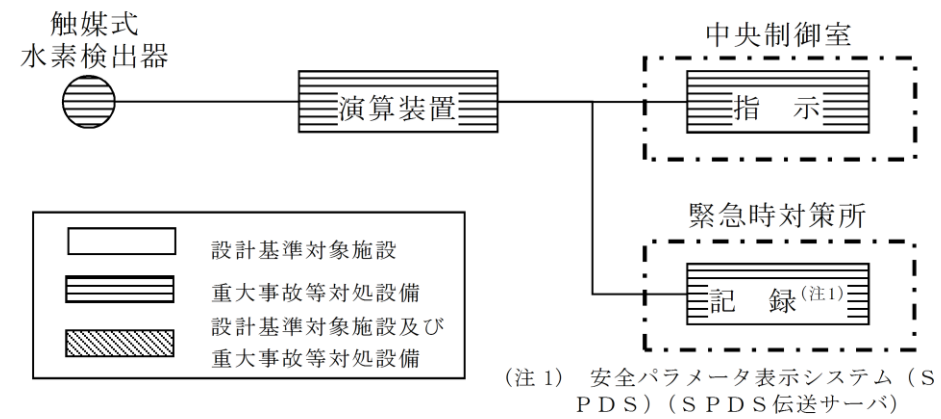 触媒式
水素検出器
演算装置
中央制御室
指　示
緊急時対策所
記　録(注1)
設計基準対象施設
重大事故等対処設備
設計基準対象施設及び
重大事故等対処設備
(注 1)　安全パラメータ表示システム（S
ＰＤＳ）（ＳＰＤＳ伝送サーバ）